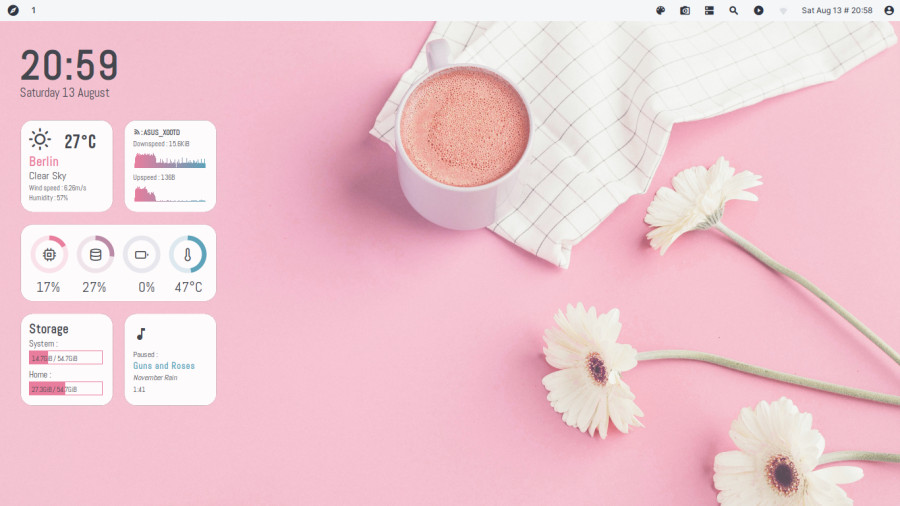 1
Sat Aug 13 # 20:58
20:59
Saturday 13 August
27°C
Berlin
Clear Sky
Wind speed : 6.26m/s
Humidity : 57%
: ASUS_X00TD
Downspeed : 15.6KiB
Upspeed : 136B
17%
27%
0%
47°C
Storage
System :
14.7GiB / 54.7GiB
Home :
27.3GiB / 54.7GiB
Paused :
Guns and Roses
November Rain
1:41